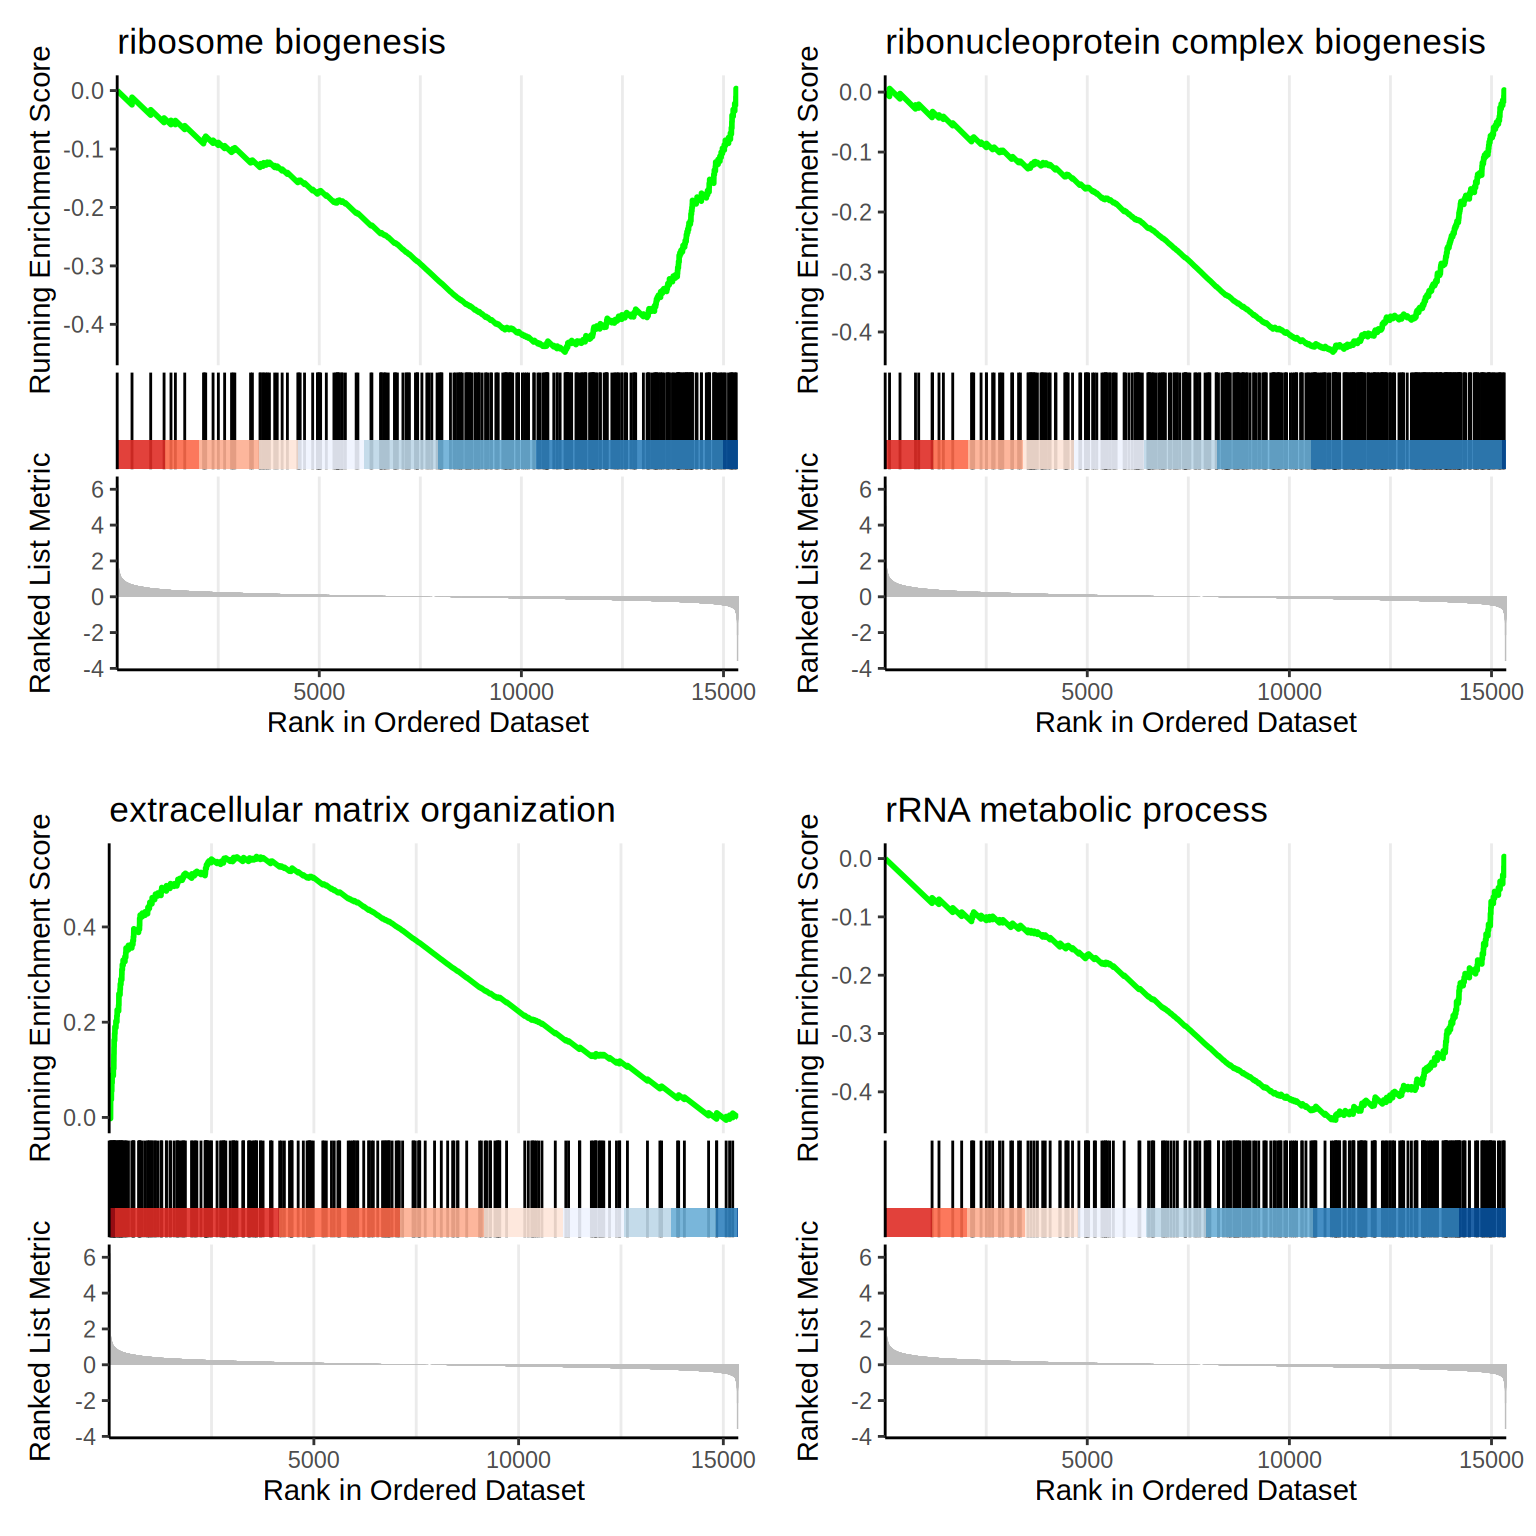 ribosome biogenesis
Running Enrichment Score
0.0
-0.1
-0.2
-0.3
-0.4
Ranked List Metric
6
4
2
0
-2
-4
5000 10000 15000
Rank in Ordered Dataset
ribonucleoprotein complex biogenesis
Running Enrichment Score
0.0
-0.1
-0.2
-0.3
-0.4
Ranked List Metric
6
4
2
0
-2
-4
5000 10000 15000
Rank in Ordered Dataset
extracellular matrix organization
Running Enrichment Score
0.4
0.2
0.0
Ranked List Metric
6
4
2
0
-2
-4
5000 10000 15000
Rank in Ordered Dataset
rRNA metabolic process
Running Enrichment Score
0.0
-0.1
-0.2
-0.3
-0.4
Ranked List Metric
6
4
2
0
-2
-4
5000 10000 15000
Rank in Ordered Dataset